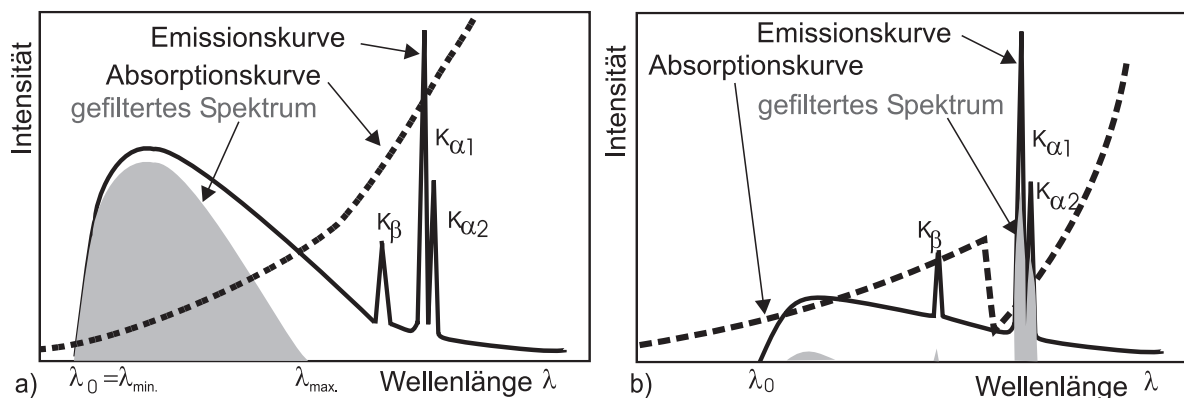 Intensität
Emissionskurve
Absorptionskurve
gefiltertes Spektrum
Kα1
Kβ
Kα2
a)
λ0 =λmin.
λmax.
Wellenlänge λ
Intensität
Emissionskurve
Absorptionskurve
gefiltertes Spektrum
Kα1
Kα2
Kβ
b)
λ0
Wellenlänge λ